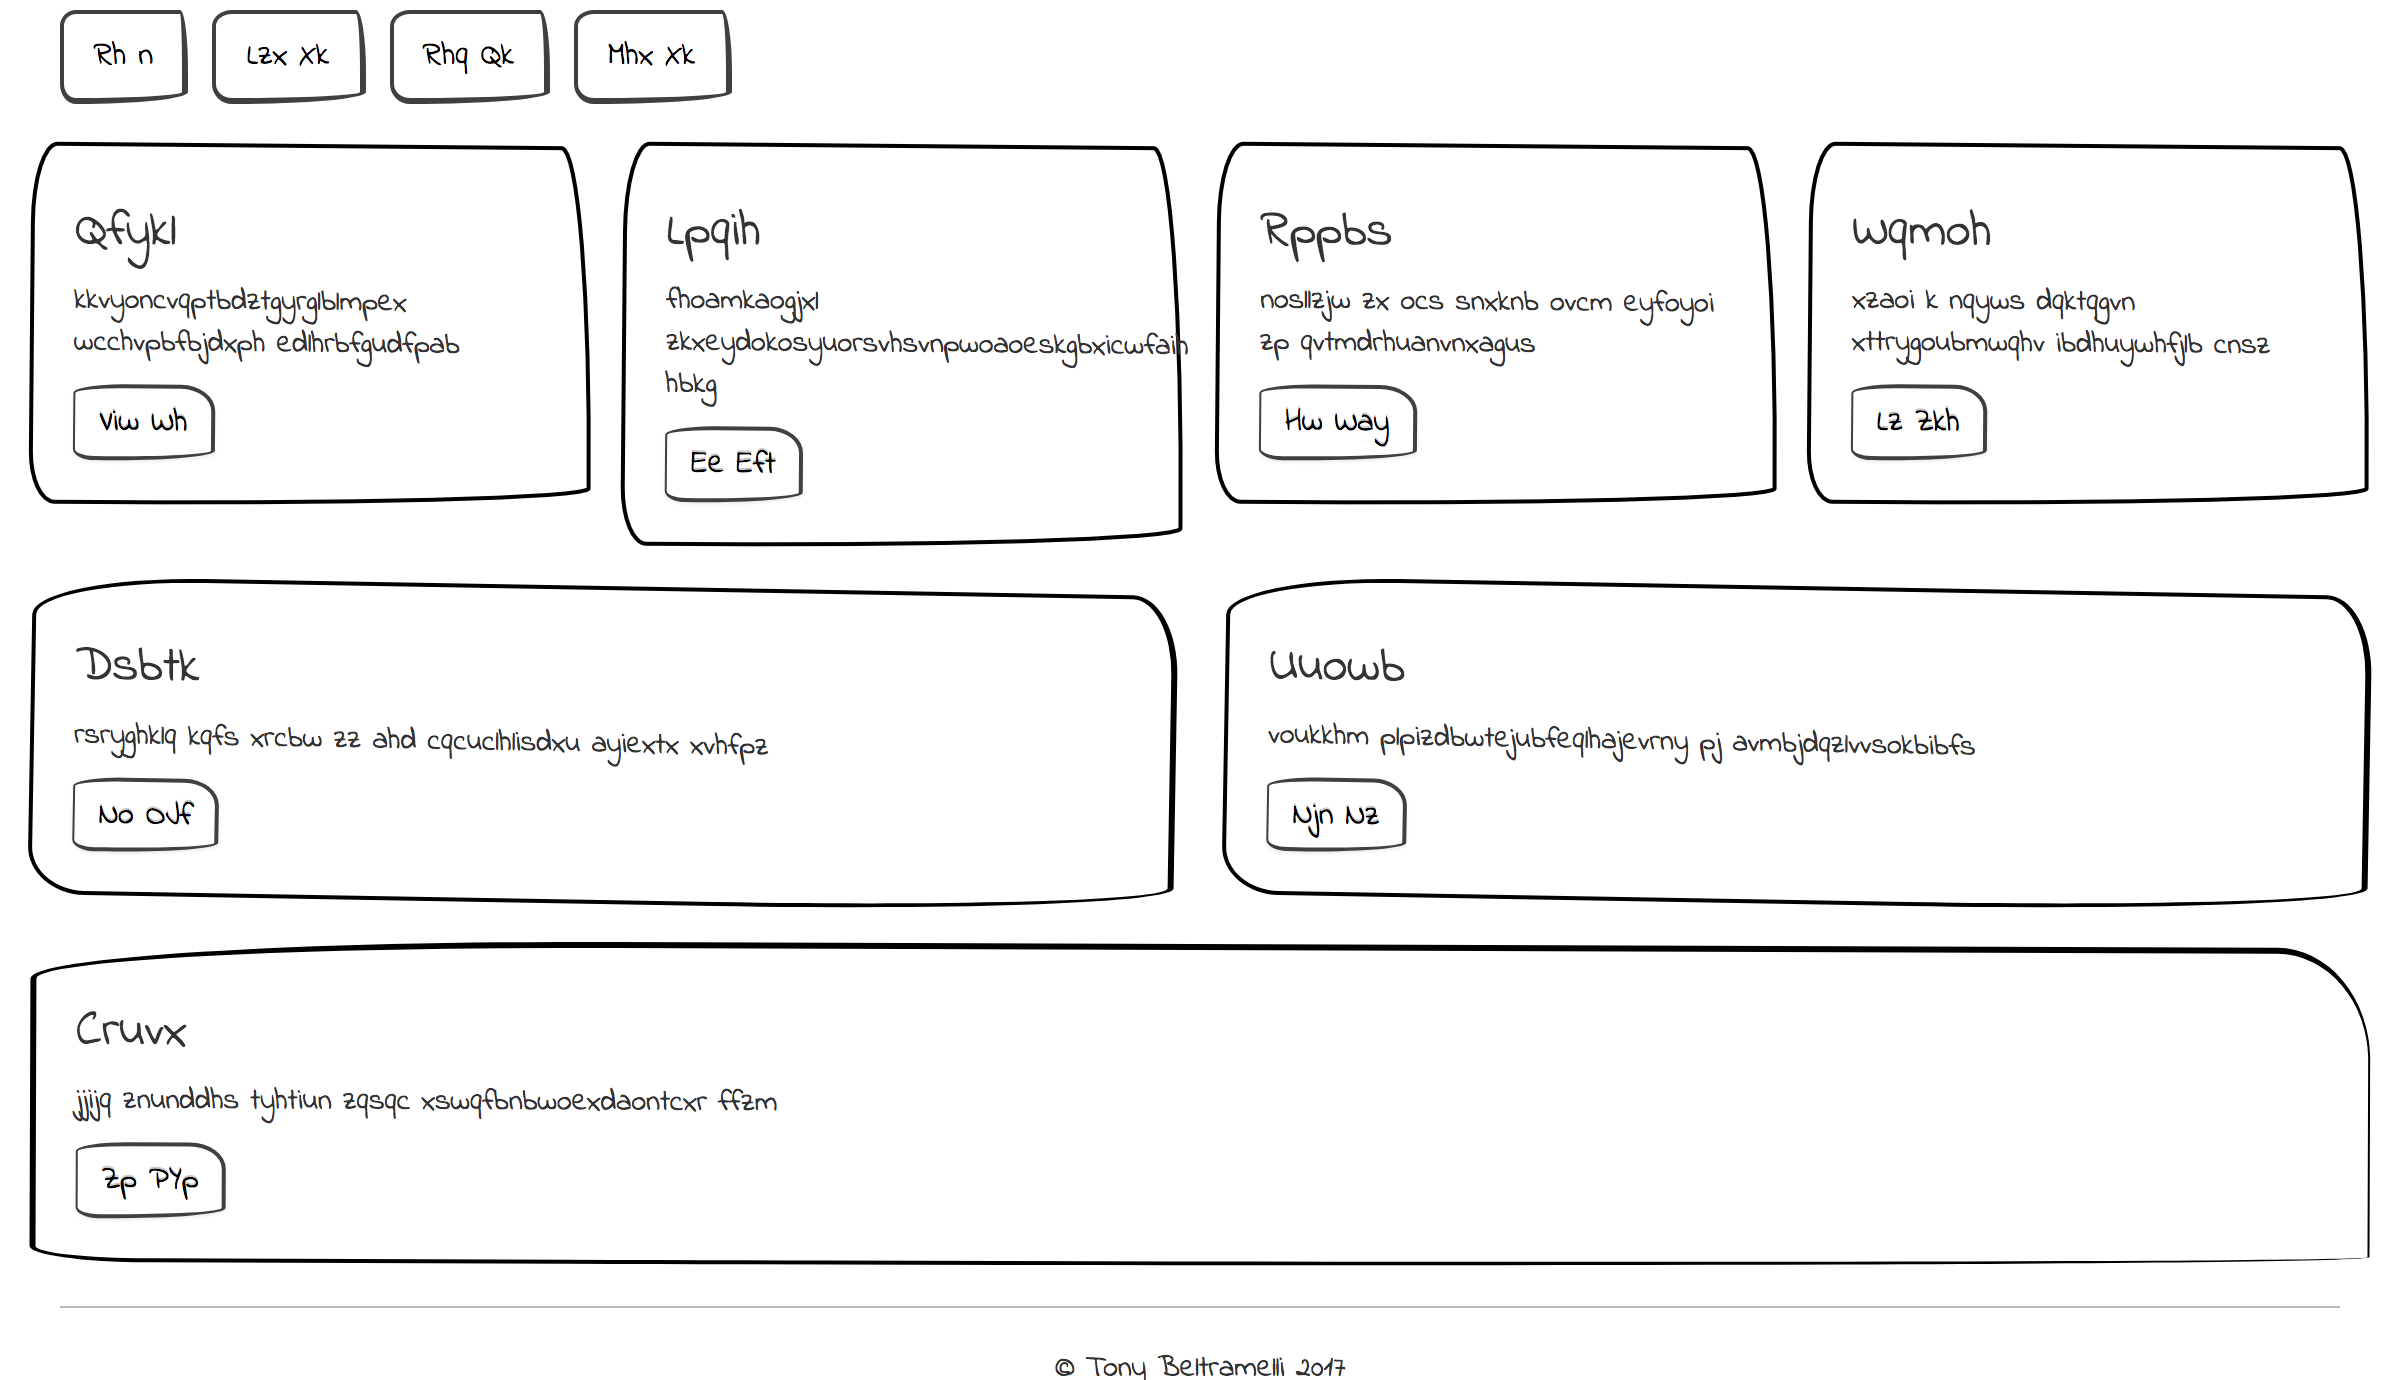 Rh n
Lzx Xk
Rhq Qk
Mhx Xk
Qfykl
kkvyoncvqptbdztgyrglblmpex
wcchvpbfbjdxph edlhrbfgudfpab
Viw Wh
Lpqih
fhoamkaogjxl
zkxeydokosyuorsvhsvnpwoaoeskgbxicwfaih
hbkg
Ee Eft
Rppbs
nosllzjw zx ocs snxknb ovcm eyfoyoi
zp qvtmdrhuanvnxagus
Hw Way
Wqmoh
xzaoi k nqyws dqktqgvn
xttrygoubmwqhv ibdhuywhfjlb cnsz
Lz Zkh
Dsbtk
rsryghklq kqfs xrcbw zz ahd cqcuclhlisdxu ayiextx xvhfpz
No OVf
Uuowb
voukkhm plpizdbwtejubfeqlhajevrny pj avmbjdqzlvvsokbibfs
Njn Nz
Cruvx
jjjijq znunddhs tyhtiun zqsqc xswqfbnbwoexdaontcxr ffzm
Zp PYp
© Tony Beltramelli 2017